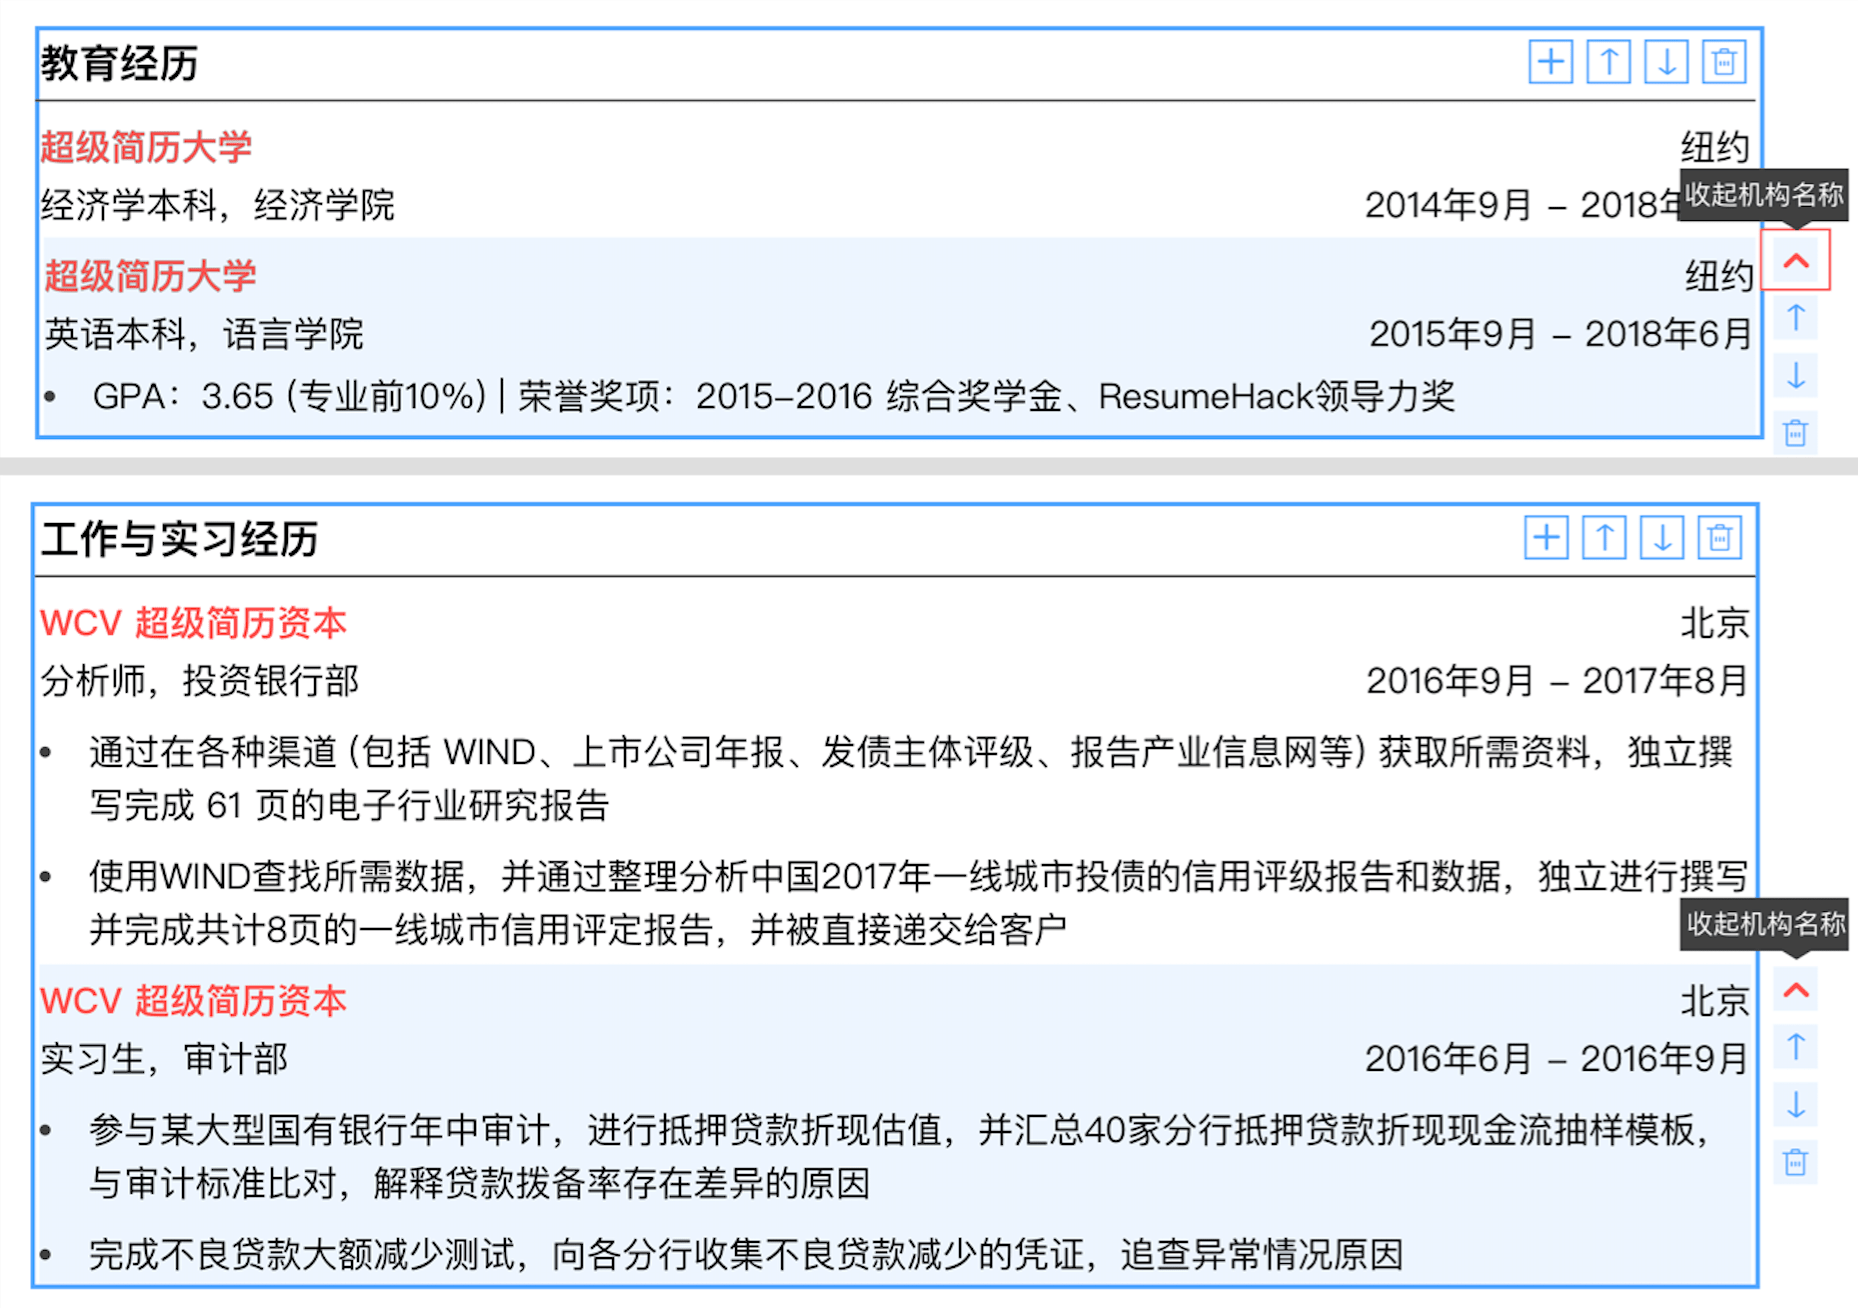 教育经历
超级简历大学 纽约
收起机构名称
经济学本科，经济学院 2014年9月 – 2018年
超级简历大学 纽约
英语本科，语言学院 2015年9月 – 2018年6月
• GPA：3.65 (专业前10%) | 荣誉奖项：2015–2016 综合奖学金、ResumeHack领导力奖
工作与实习经历
WCV 超级简历资本 北京
分析师，投资银行部 2016年9月 – 2017年8月
• 通过在各种渠道 (包括 WIND、上市公司年报、发债主体评级、报告产业信息网等) 获取所需资料，独立撰
写完成 61 页的电子行业研究报告
• 使用WIND查找所需数据，并通过整理分析中国2017年一线城市投债的信用评级报告和数据，独立进行撰写
并完成共计8页的一线城市信用评定报告，并被直接递交给客户
收起机构名称
WCV 超级简历资本 北京
实习生，审计部 2016年6月 – 2016年9月
• 参与某大型国有银行年中审计，进行抵押贷款折现估值，并汇总40家分行抵押贷款折现现金流抽样模板，
与审计标准比对，解释贷款拨备率存在差异的原因
• 完成不良贷款大额减少测试，向各分行收集不良贷款减少的凭证，追查异常情况原因